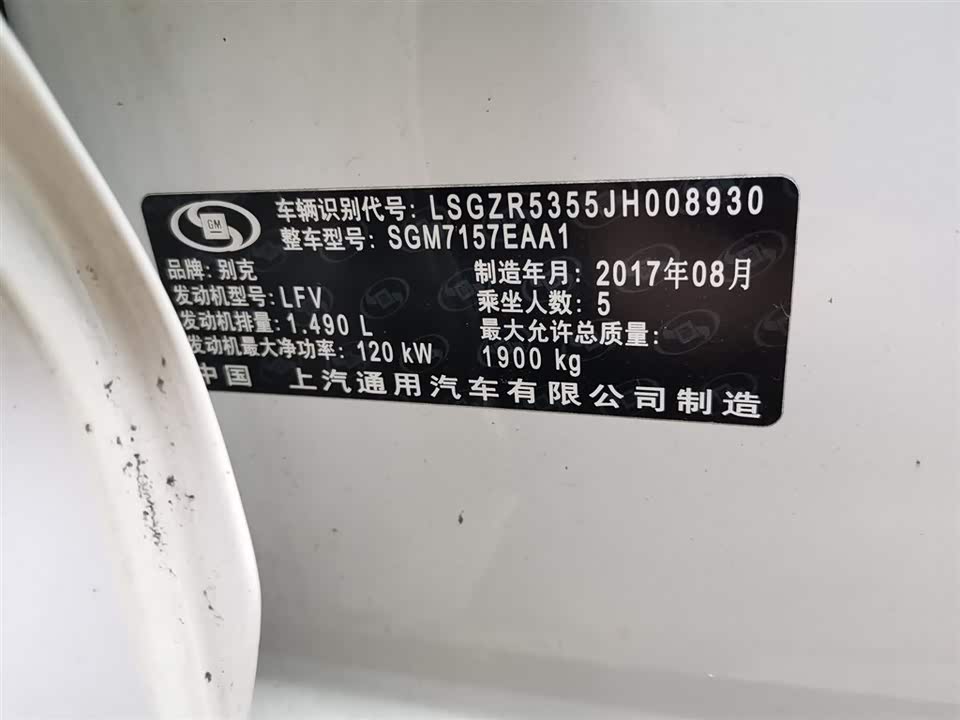 GM
车辆识别代号: LSGZR5355JH008930
整车型号: SGM7157EAA1
品牌: 别克
制造年月: 2017年08月
发动机型号: LFV
乘坐人数: 5
发动机排量: 1.490 L
最大允许总质量:
发动机最大净功率: 120 kW
1900 kg
中国 上汽通用汽车有限公司制造